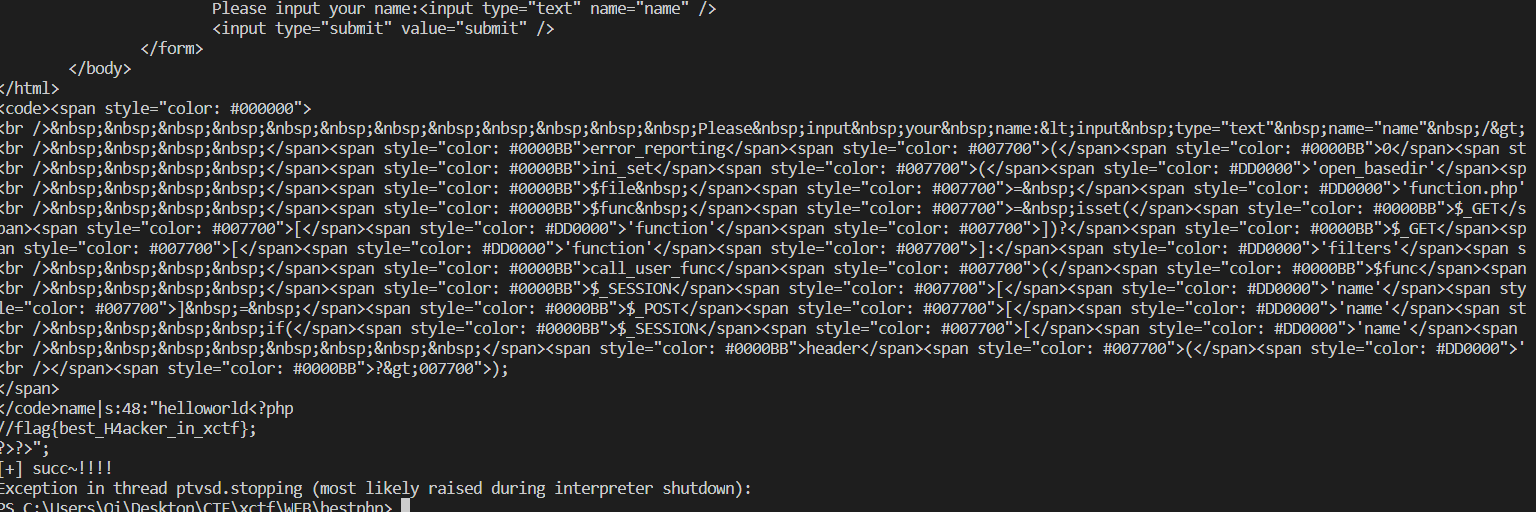 Please input your name:<input type="text" name="name" />
<input type="submit" value="submit" />
</form>
</body>
</html>
<code><span style="color: #000000">
<br />&nbsp;&nbsp;&nbsp;&nbsp;&nbsp;&nbsp;&nbsp;&nbsp;&nbsp;&nbsp;&nbsp;&nbsp;Please&nbsp;input&nbsp;your&nbsp;name:&lt;input&nbsp;type="text"&nbsp;name="name"&nbsp;/&gt;
<br />&nbsp;&nbsp;&nbsp;&nbsp;</span><span style="color: #0000BB">error_reporting</span><span style="color: #007700">(</span><span style="color: #0000BB">0</span><span st
<br />&nbsp;&nbsp;&nbsp;&nbsp;</span><span style="color: #0000BB">ini_set</span><span style="color: #007700">(</span><span style="color: #DD0000">'open_basedir'</span><sp
<br />&nbsp;&nbsp;&nbsp;&nbsp;</span><span style="color: #0000BB">$file&nbsp;</span><span style="color: #007700">=&nbsp;</span><span style="color: #DD0000">'function.php'
<br />&nbsp;&nbsp;&nbsp;&nbsp;</span><span style="color: #0000BB">$func&nbsp;</span><span style="color: #007700">=&nbsp;isset(</span><span style="color: #0000BB">$_GET</s
pan><span style="color: #007700">[</span><span style="color: #DD0000">'function'</span><span style="color: #007700">])?</span><span style="color: #0000BB">$_GET</span><sp
an style="color: #007700">[</span><span style="color: #DD0000">'function'</span><span style="color: #007700">]:</span><span style="color: #DD0000">'filters'</span><span s
<br />&nbsp;&nbsp;&nbsp;&nbsp;</span><span style="color: #0000BB">call_user_func</span><span style="color: #007700">(</span><span style="color: #0000BB">$func</span><span
<br />&nbsp;&nbsp;&nbsp;&nbsp;</span><span style="color: #0000BB">$_SESSION</span><span style="color: #007700">[</span><span style="color: #DD0000">'name'</span><span sty
le="color: #007700">]&nbsp;=&nbsp;</span><span style="color: #0000BB">$_POST</span><span style="color: #007700">[</span><span style="color: #DD0000">'name'</span><span st
<br />&nbsp;&nbsp;&nbsp;&nbsp;if(</span><span style="color: #0000BB">$_SESSION</span><span style="color: #007700">[</span><span style="color: #DD0000">'name'</span><span
<br />&nbsp;&nbsp;&nbsp;&nbsp;&nbsp;&nbsp;&nbsp;&nbsp;</span><span style="color: #0000BB">header</span><span style="color: #007700">(</span><span style="color: #DD0000">'
<br /></span><span style="color: #0000BB">?&gt;007700">);
</span>
</code>name|s:48:"helloworld<?php
//flag{best_H4acker_in_xctf};
?>?>";
[+] succ~!!!!
Exception in thread ptvsd.stopping (most likely raised during interpreter shutdown):
PS C:\Users\Qi\Desktop\CTF\xctf\WEB\bestphp>